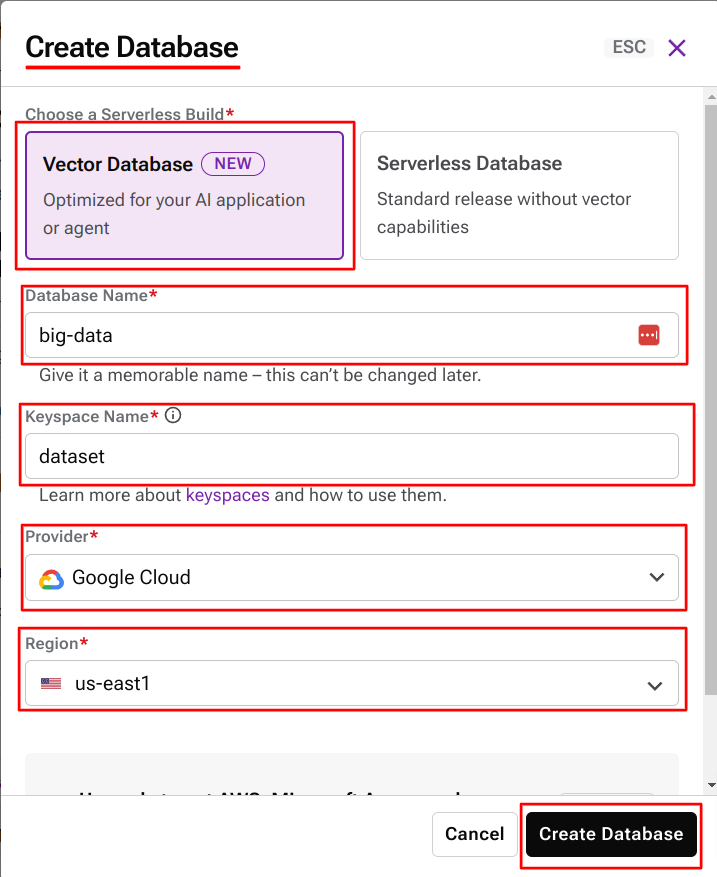 Create Database
ESC
Choose a Serverless Build*
Vector Database NEW
Optimized for your AI application
or agent
Serverless Database
Standard release without vector
capabilities
Database Name*
big-data
Give it a memorable name – this can’t be changed later.
Keyspace Name*
dataset
Learn more about keyspaces and how to use them.
Provider*
Google Cloud
Region*
us-east1
Cancel
Create Database